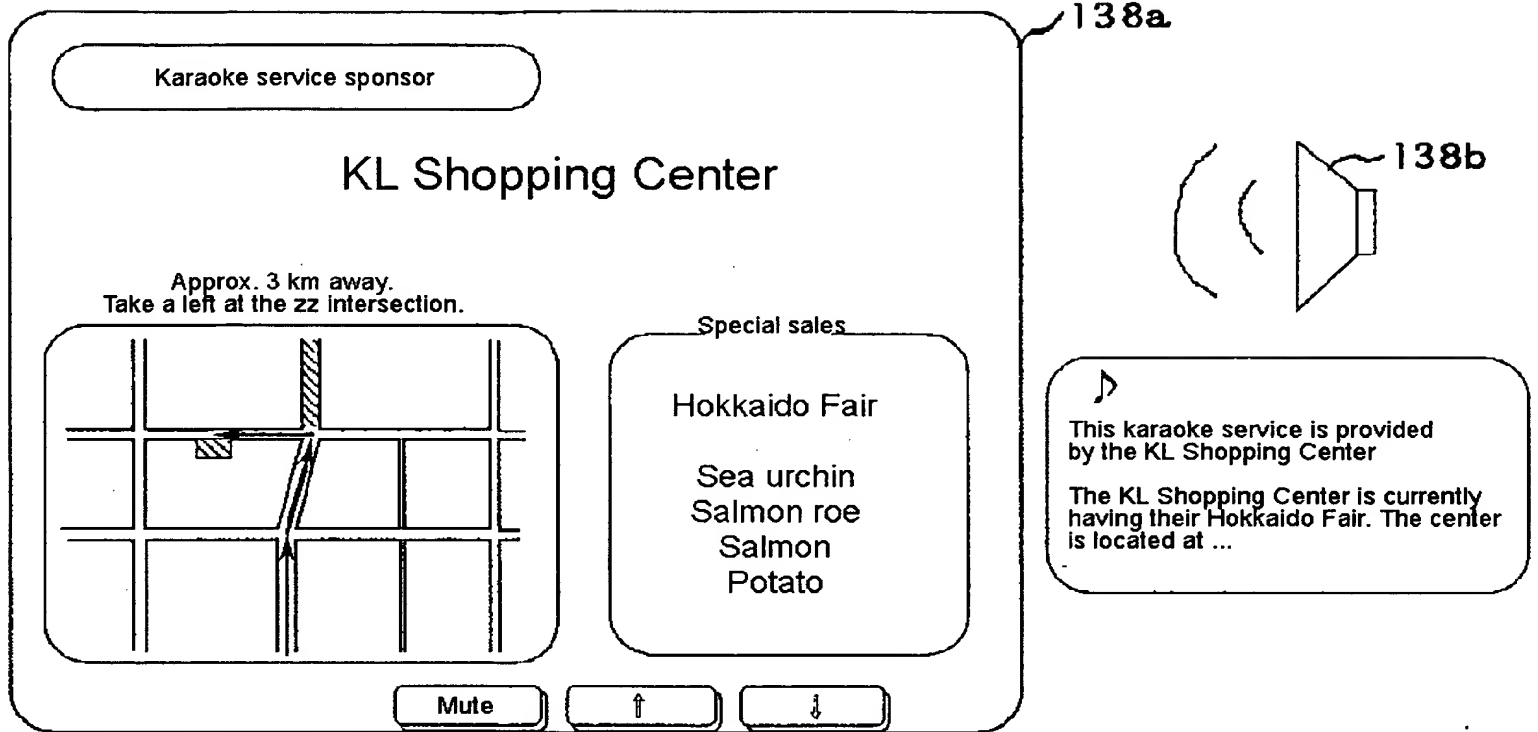 138a
Karaoke service sponsor
KL Shopping Center
138b
Approx. 3 km away.
Take a left at the zz intersection.
Special sales
Hokkaido Fair
Sea urchin
Salmon roe
Salmon
Potato
♪
This karaoke service is provided
by the KL Shopping Center
The KL Shopping Center is currently
having their Hokkaido Fair. The center
is located at ...
Mute
⇑
⇓